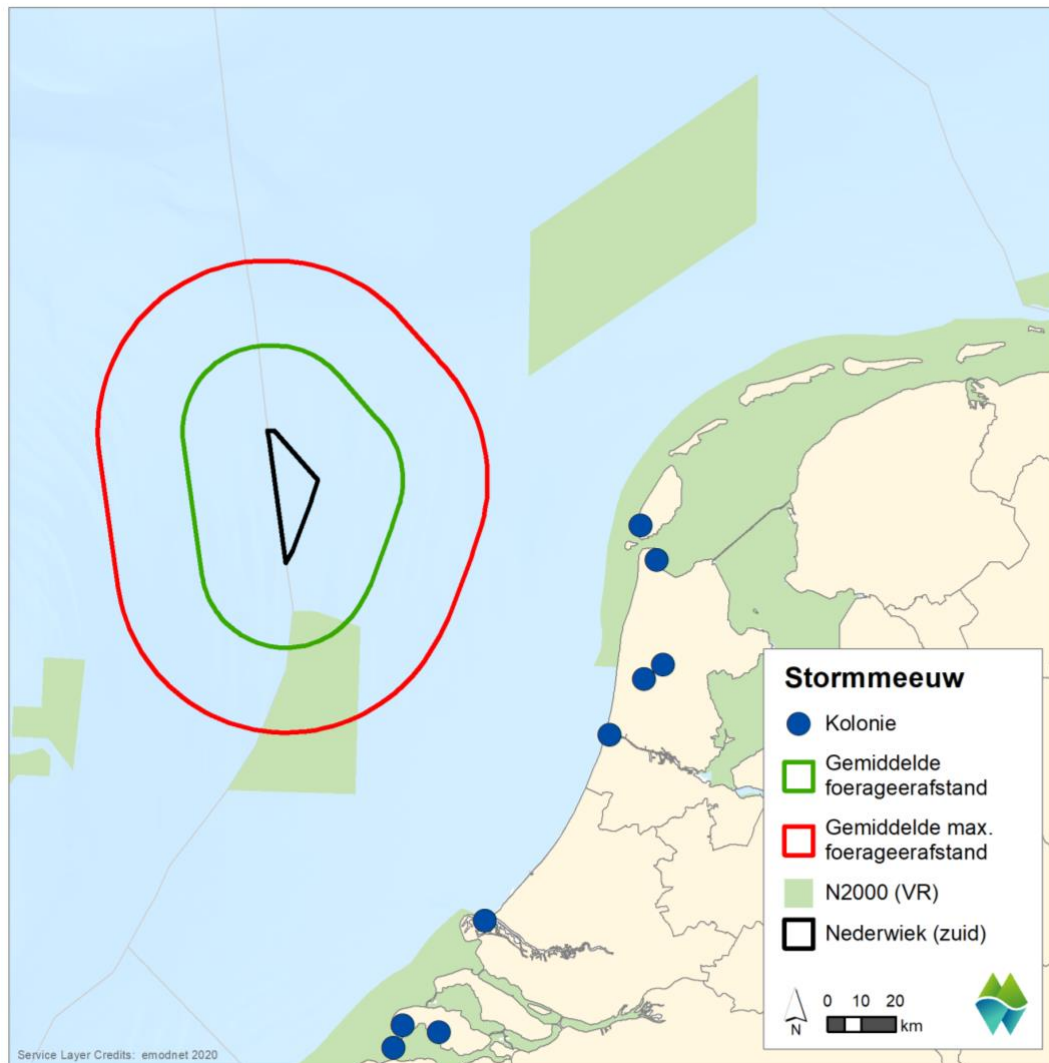 Stormmeeuw
Kolonie
Gemiddelde
foerageerafstand
Gemiddelde max.
foerageerafstand
N2000 (VR)
Nederwiek (zuid)
N
0 10 20
km
Service Layer Credits: emodnet 2020